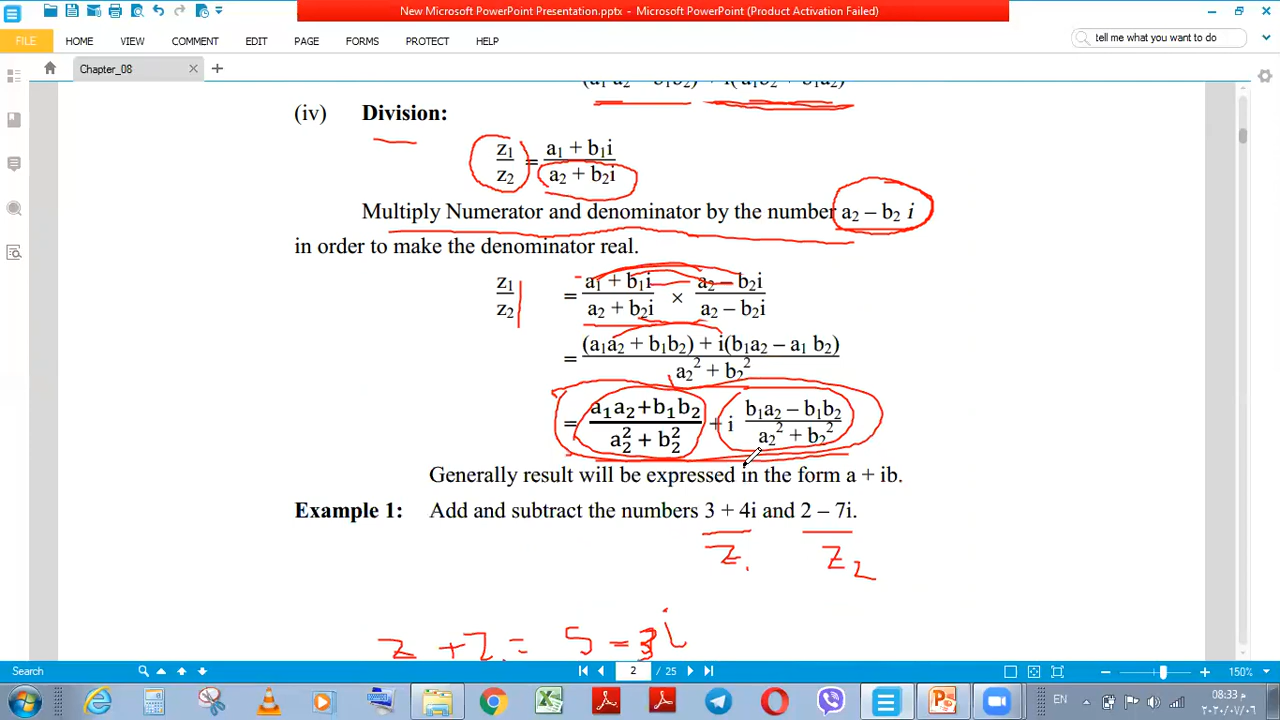 New Microsoft PowerPoint Presentation.pptx - Microsoft PowerPoint (Product Activation Failed)
FILE HOME VIEW COMMENT EDIT PAGE FORMS PROTECT HELP
tell me what you want to do
Chapter_08
(iv) Division:
z₁/z₂ = (a₁ + b₁i)/(a₂ + b₂i)
Multiply Numerator and denominator by the number a₂ – b₂ i
in order to make the denominator real.
z₁/z₂ = (a₁ + b₁i)/(a₂ + b₂i) × (a₂ – b₂i)/(a₂ – b₂i)
= ((a₁a₂ + b₁b₂) + i(b₁a₂ – a₁ b₂))/(a₂² + b₂²)
= (a₁a₂+b₁b₂)/(a₂² + b₂²) + i (b₁a₂ – b₁b₂)/(a₂² + b₂²)
Generally result will be expressed in the form a + ib.
Example 1: Add and subtract the numbers 3 + 4i and 2 – 7i.
z₁ z₂
Search 2 / 25 150%
EN م 08:33
٢٠٢٠/٠٧/٠٦